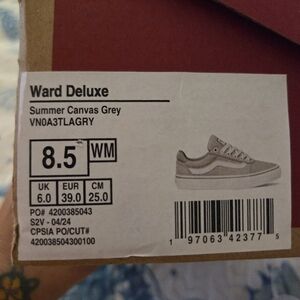 Ward Deluxe
Summer Canvas Grey
VN0A3TLAGRY
8.5 WM
UK EUR CM
6.0 39.0 25.0
PO# 4200385043
S2V - 04/24
CPSIA PO/CUT#
420038504300100
1 97063 42377 5